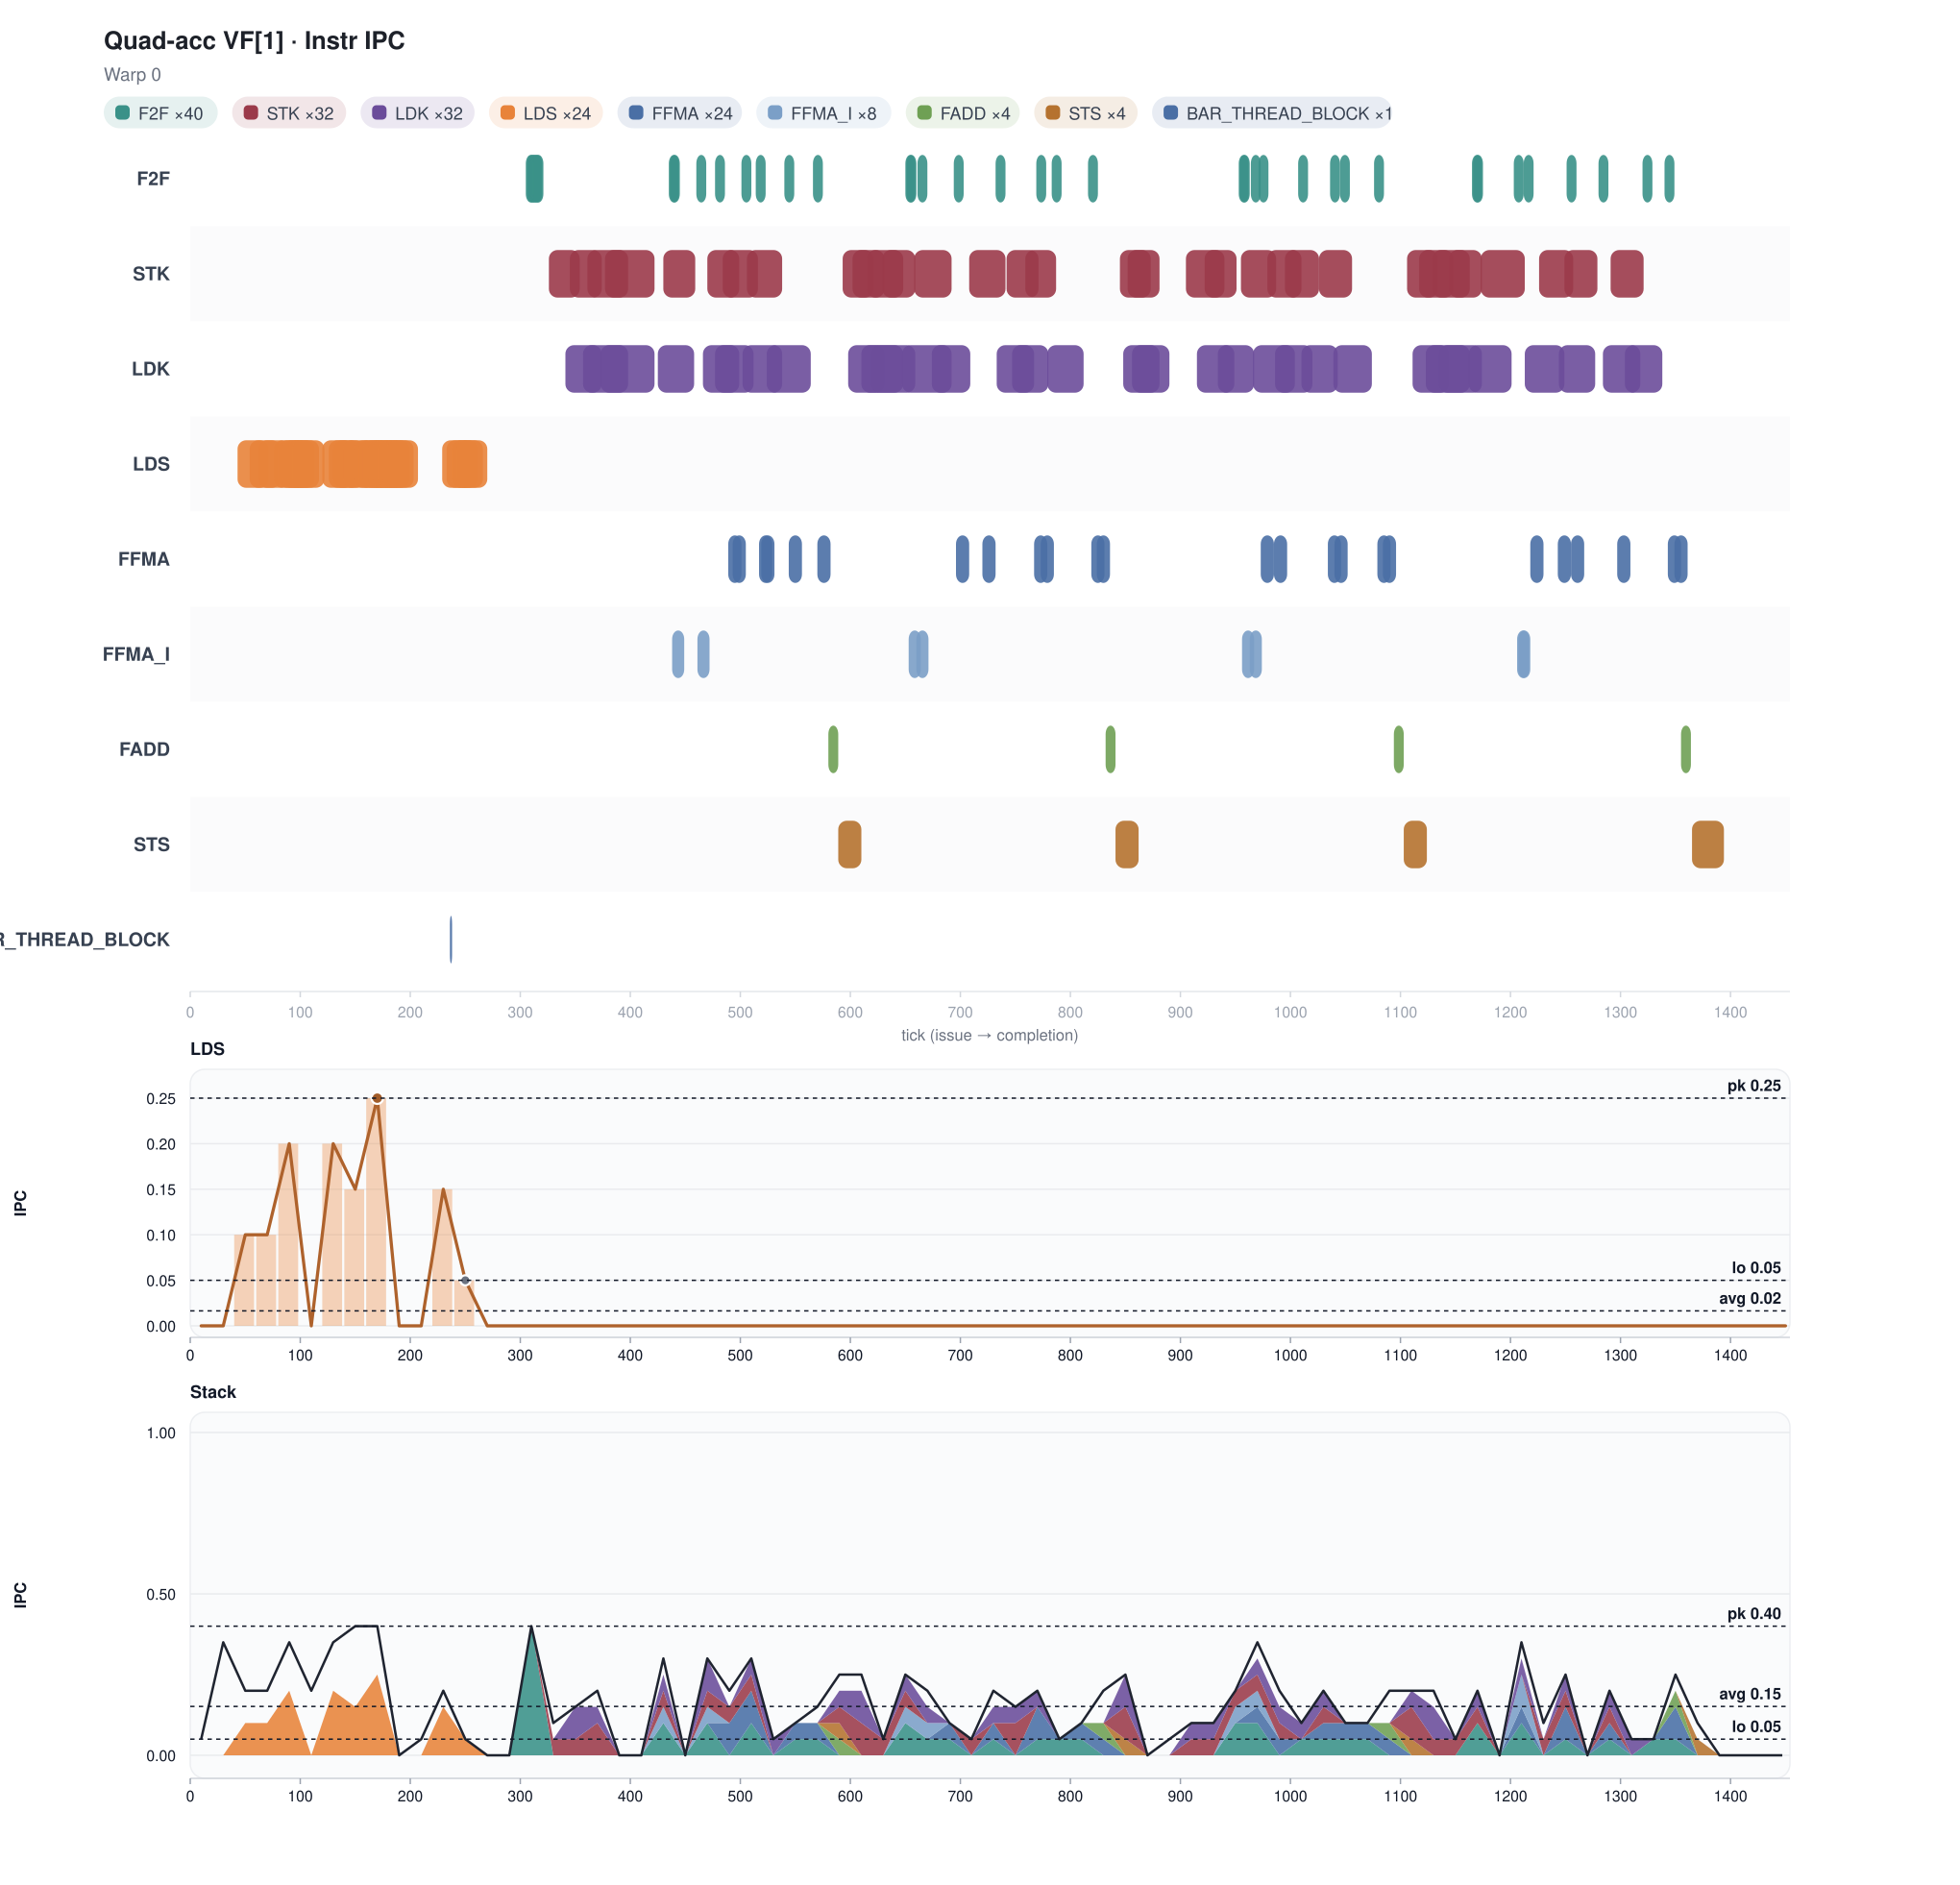 Quad-acc VF[1] · Instr IPC
Warp 0
F2F ×40 STK ×32 LDK ×32 LDS ×24 FFMA ×24 FFMA_I ×8 FADD ×4 STS ×4 BAR_THREAD_BLOCK ×1
F2F
STK
LDK
LDS
FFMA
FFMA_I
FADD
STS
R_THREAD_BLOCK
0 100 200 300 400 500 600 700 800 900 1000 1100 1200 1300 1400
tick (issue → completion)
LDS
IPC
0.25
0.20
0.15
0.10
0.05
0.00
pk 0.25
lo 0.05
avg 0.02
0 100 200 300 400 500 600 700 800 900 1000 1100 1200 1300 1400
Stack
IPC
1.00
0.50
0.00
pk 0.40
avg 0.15
lo 0.05
0 100 200 300 400 500 600 700 800 900 1000 1100 1200 1300 1400